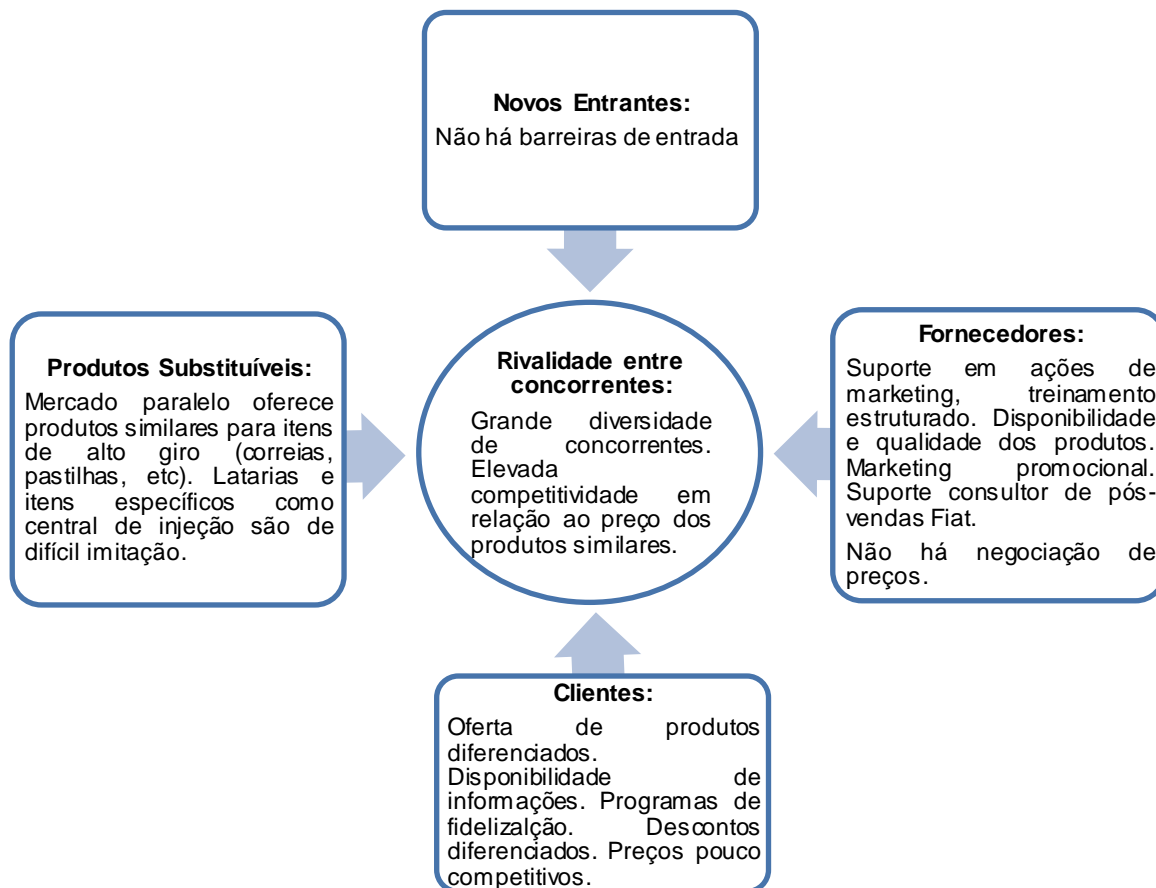 Novos Entrantes:
Não há barreiras de entrada
Produtos Substituíveis:
Mercado paralelo oferece
produtos similares para itens
de alto giro (correias,
pastilhas, etc). Latarias e
itens específicos como
central de injeção são de
difícil imitação.
Rivalidade entre
concorrentes:
Grande diversidade
de concorrentes.
Elevada
competitividade em
relação ao preço dos
produtos similares.
Fornecedores:
Suporte em ações de
marketing, treinamento
estruturado. Disponibilidade
e qualidade dos produtos.
Marketing promocional.
Suporte consultor de pós-
vendas Fiat.
Não há negociação de
preços.
Clientes:
Oferta de produtos
diferenciados.
Disponibilidade de
informações. Programas de
fidelizalção. Descontos
diferenciados. Preços pouco
competitivos.